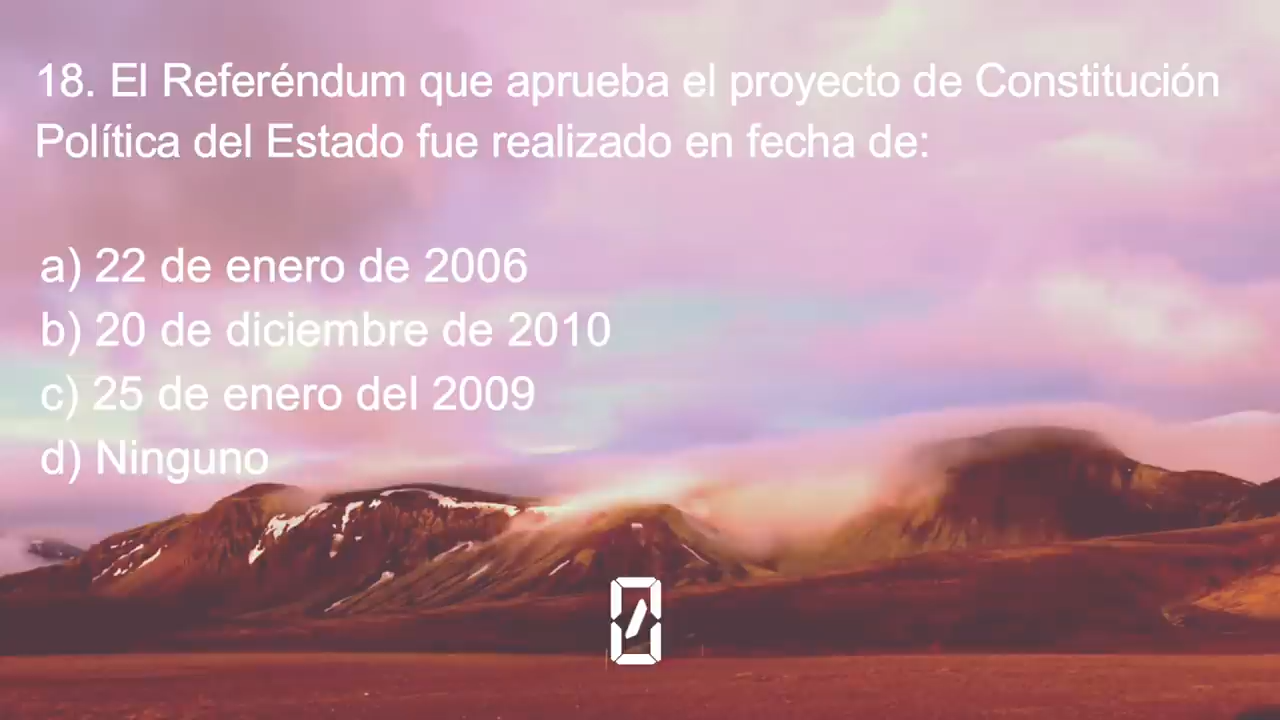 18. El Referéndum que aprueba el proyecto de Constitución
Política del Estado fue realizado en fecha de:
a) 22 de enero de 2006
b) 20 de diciembre de 2010
c) 25 de enero del 2009
d) Ninguno
0